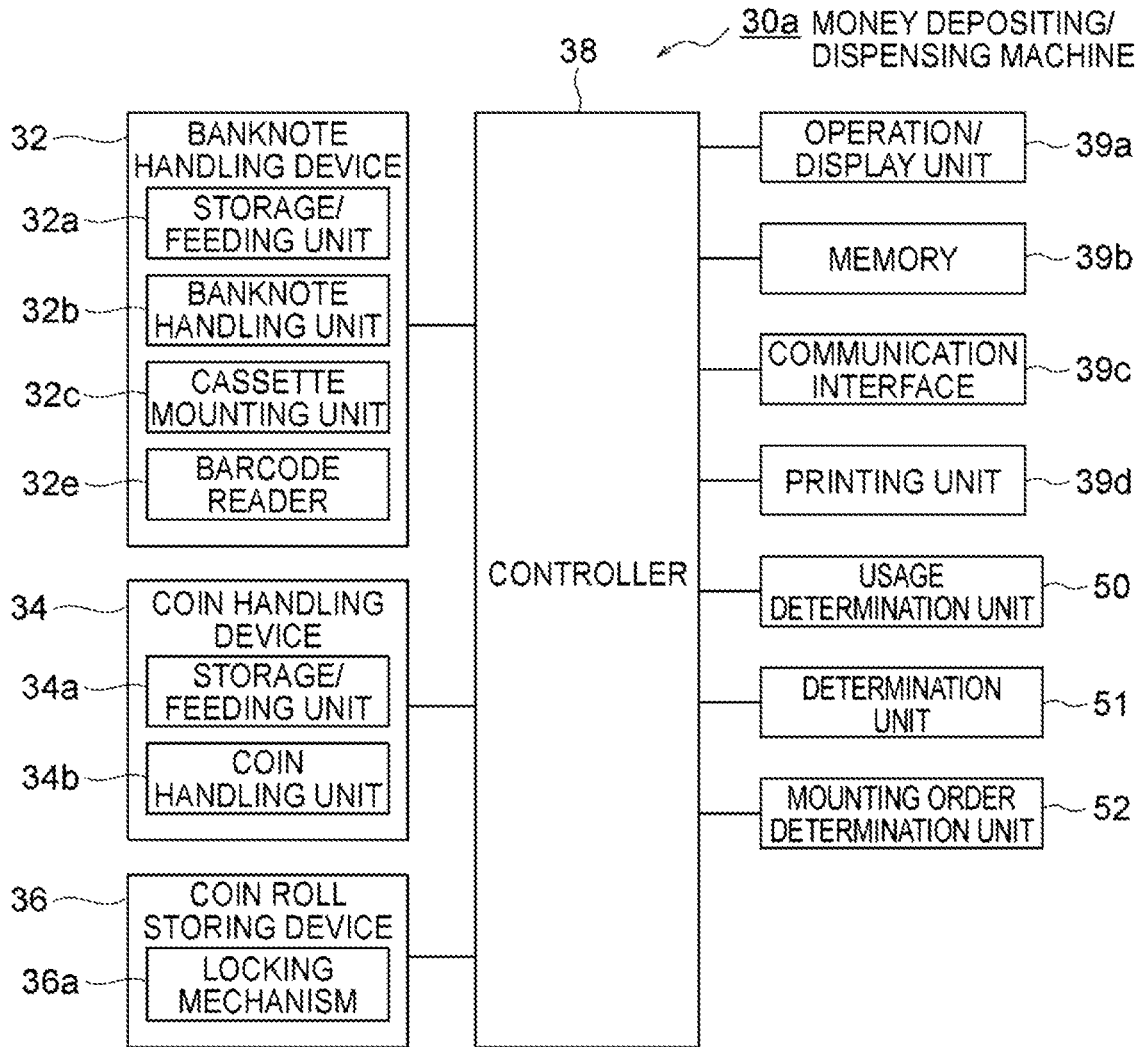 30a MONEY DEPOSITING/
DISPENSING MACHINE
38
32
BANKNOTE
HANDLING DEVICE
32a
STORAGE/
FEEDING UNIT
32b
BANKNOTE
HANDLING UNIT
32c
CASSETTE
MOUNTING UNIT
32e
BARCODE
READER
34
COIN HANDLING
DEVICE
34a
STORAGE/
FEEDING UNIT
34b
COIN
HANDLING UNIT
36
COIN ROLL
STORING DEVICE
36a
LOCKING
MECHANISM
CONTROLLER
OPERATION/
DISPLAY UNIT
39a
MEMORY
39b
COMMUNICATION
INTERFACE
39c
PRINTING UNIT
39d
USAGE
DETERMINATION UNIT
50
DETERMINATION
UNIT
51
MOUNTING ORDER
DETERMINATION UNIT
52